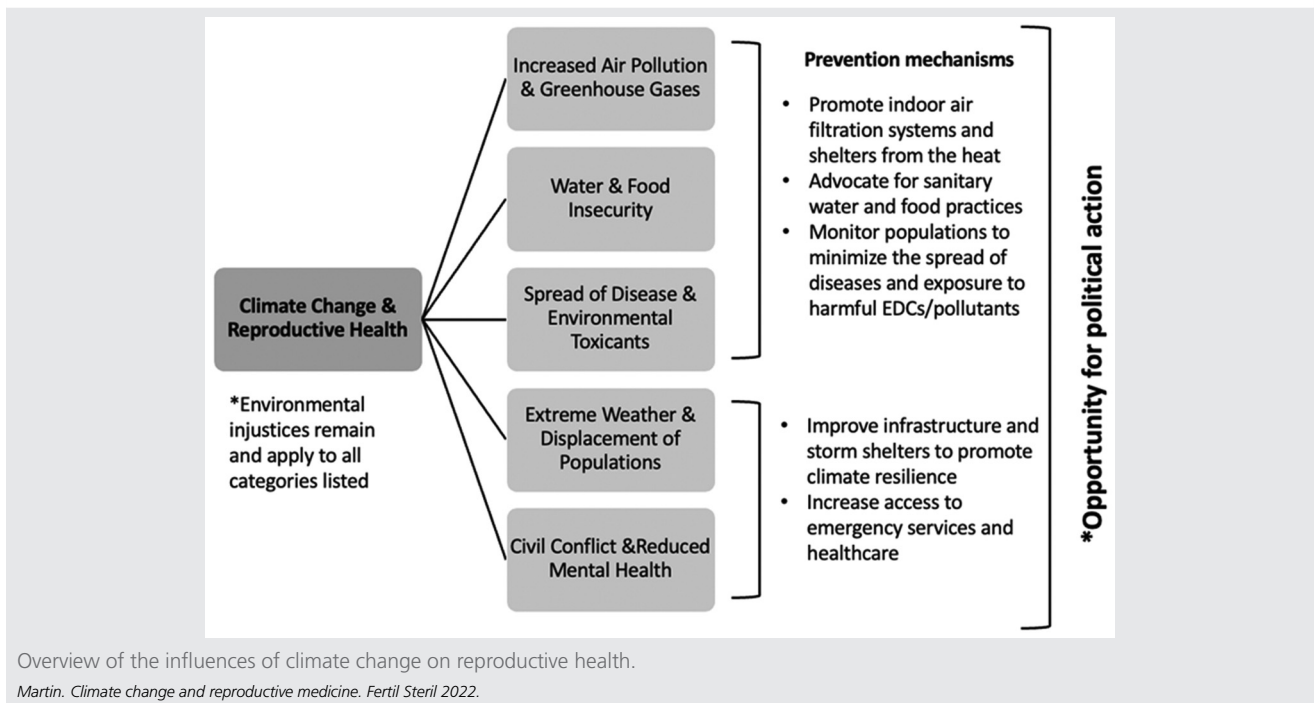 Climate Change &
Reproductive Health
*Environmental
injustices remain
and apply to all
categories listed
Increased Air Pollution
& Greenhouse Gases
Water & Food
Insecurity
Spread of Disease &
Environmental
Toxicants
Extreme Weather &
Displacement of
Populations
Civil Conflict &Reduced
Mental Health
Prevention mechanisms
• Promote indoor air
filtration systems and
shelters from the heat
• Advocate for sanitary
water and food practices
• Monitor populations to
minimize the spread of
diseases and exposure to
harmful EDCs/pollutants
• Improve infrastructure and
storm shelters to promote
climate resilience
• Increase access to
emergency services and
healthcare
*Opportunity for political action
Overview of the influences of climate change on reproductive health.
Martin. Climate change and reproductive medicine. Fertil Steril 2022.